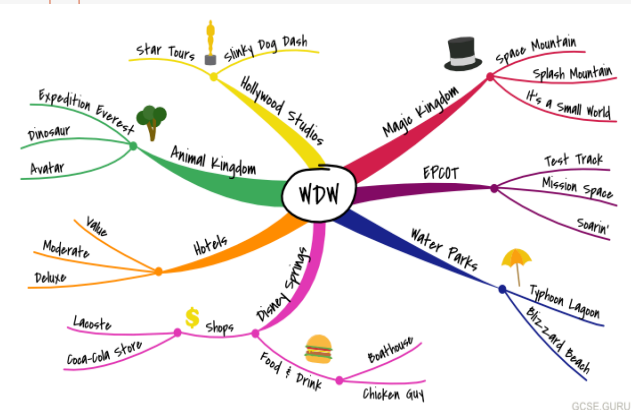 WDW
Magic Kingdom
Space Mountain
Splash Mountain
It's a Small World
EPCOT
Test Track
Mission Space
Soarin'
Water Parks
Typhoon Lagoon
Blizzard Beach
Disney Springs
Food & Drink
Boathouse
Chicken Guy
Shops
Lacoste
Coca-Cola Store
Hotels
Value
Moderate
Deluxe
Animal Kingdom
Expedition Everest
Dinosaur
Avatar
Hollywood Studios
Star Tours
Slinky Dog Dash
GCSE.GURU